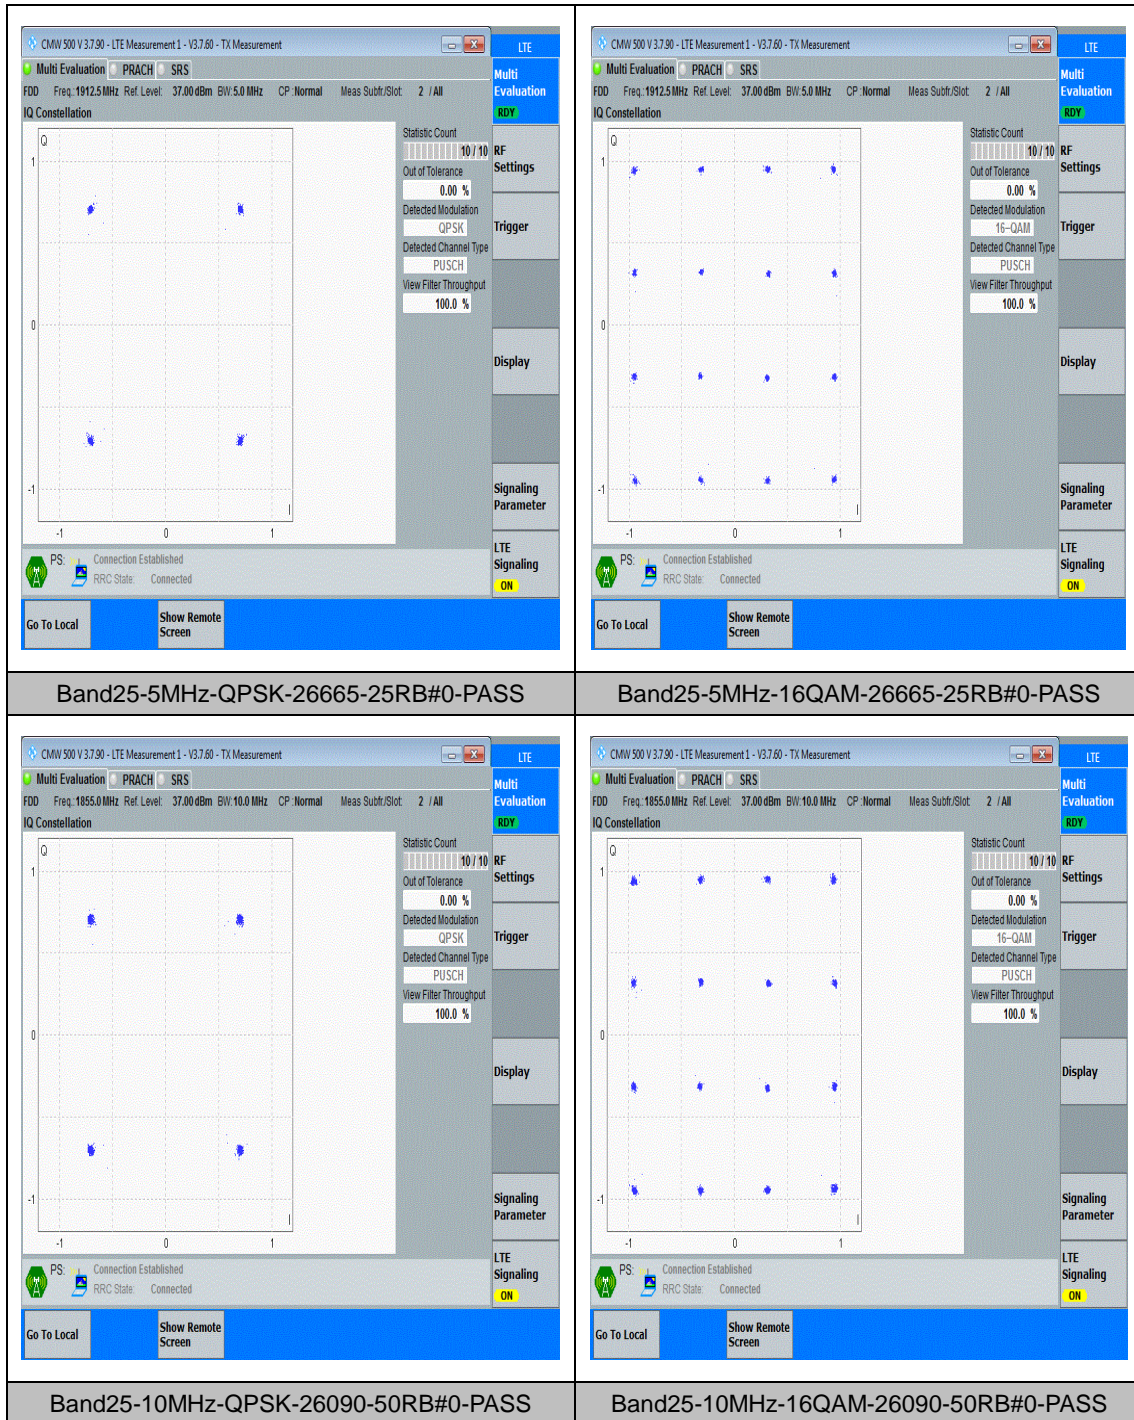 CMW 500 V 3.7.90 - LTE Measurement 1 - V3.7.60 - TX Measurement
LTE
Multi Evaluation PRACH SRS
Multi Evaluation
RDY
FDD Freq.:1912.5 MHz Ref. Level: 37.00 dBm BW:5.0 MHz CP :Normal Meas Subfr./Slot: 2 / All
IQ Constellation
Q
1
0
-1
-1 0 1
I
Statistic Count
10 / 10
Out of Tolerance
0.00 %
Detected Modulation
QPSK
Detected Channel Type
PUSCH
View Filter Throughput
100.0 %
RF Settings
Trigger
Display
Signaling Parameter
LTE Signaling
ON
PS: Connection Established
RRC State: Connected
Go To Local
Show Remote Screen
Band25-5MHz-QPSK-26665-25RB#0-PASS
CMW 500 V 3.7.90 - LTE Measurement 1 - V3.7.60 - TX Measurement
LTE
Multi Evaluation PRACH SRS
Multi Evaluation
RDY
FDD Freq.:1912.5 MHz Ref. Level: 37.00 dBm BW:5.0 MHz CP :Normal Meas Subfr./Slot: 2 / All
IQ Constellation
Q
1
0
-1
-1 0 1
I
Statistic Count
10 / 10
Out of Tolerance
0.00 %
Detected Modulation
16-QAM
Detected Channel Type
PUSCH
View Filter Throughput
100.0 %
RF Settings
Trigger
Display
Signaling Parameter
LTE Signaling
ON
PS: Connection Established
RRC State: Connected
Go To Local
Show Remote Screen
Band25-5MHz-16QAM-26665-25RB#0-PASS
CMW 500 V 3.7.90 - LTE Measurement 1 - V3.7.60 - TX Measurement
LTE
Multi Evaluation PRACH SRS
Multi Evaluation
RDY
FDD Freq.:1855.0 MHz Ref. Level: 37.00 dBm BW:10.0 MHz CP :Normal Meas Subfr./Slot: 2 / All
IQ Constellation
Q
1
0
-1
-1 0 1
I
Statistic Count
10 / 10
Out of Tolerance
0.00 %
Detected Modulation
QPSK
Detected Channel Type
PUSCH
View Filter Throughput
100.0 %
RF Settings
Trigger
Display
Signaling Parameter
LTE Signaling
ON
PS: Connection Established
RRC State: Connected
Go To Local
Show Remote Screen
Band25-10MHz-QPSK-26090-50RB#0-PASS
CMW 500 V 3.7.90 - LTE Measurement 1 - V3.7.60 - TX Measurement
LTE
Multi Evaluation PRACH SRS
Multi Evaluation
RDY
FDD Freq.:1855.0 MHz Ref. Level: 37.00 dBm BW:10.0 MHz CP :Normal Meas Subfr./Slot: 2 / All
IQ Constellation
Q
1
0
-1
-1 0 1
I
Statistic Count
10 / 10
Out of Tolerance
0.00 %
Detected Modulation
16-QAM
Detected Channel Type
PUSCH
View Filter Throughput
100.0 %
RF Settings
Trigger
Display
Signaling Parameter
LTE Signaling
ON
PS: Connection Established
RRC State: Connected
Go To Local
Show Remote Screen
Band25-10MHz-16QAM-26090-50RB#0-PASS